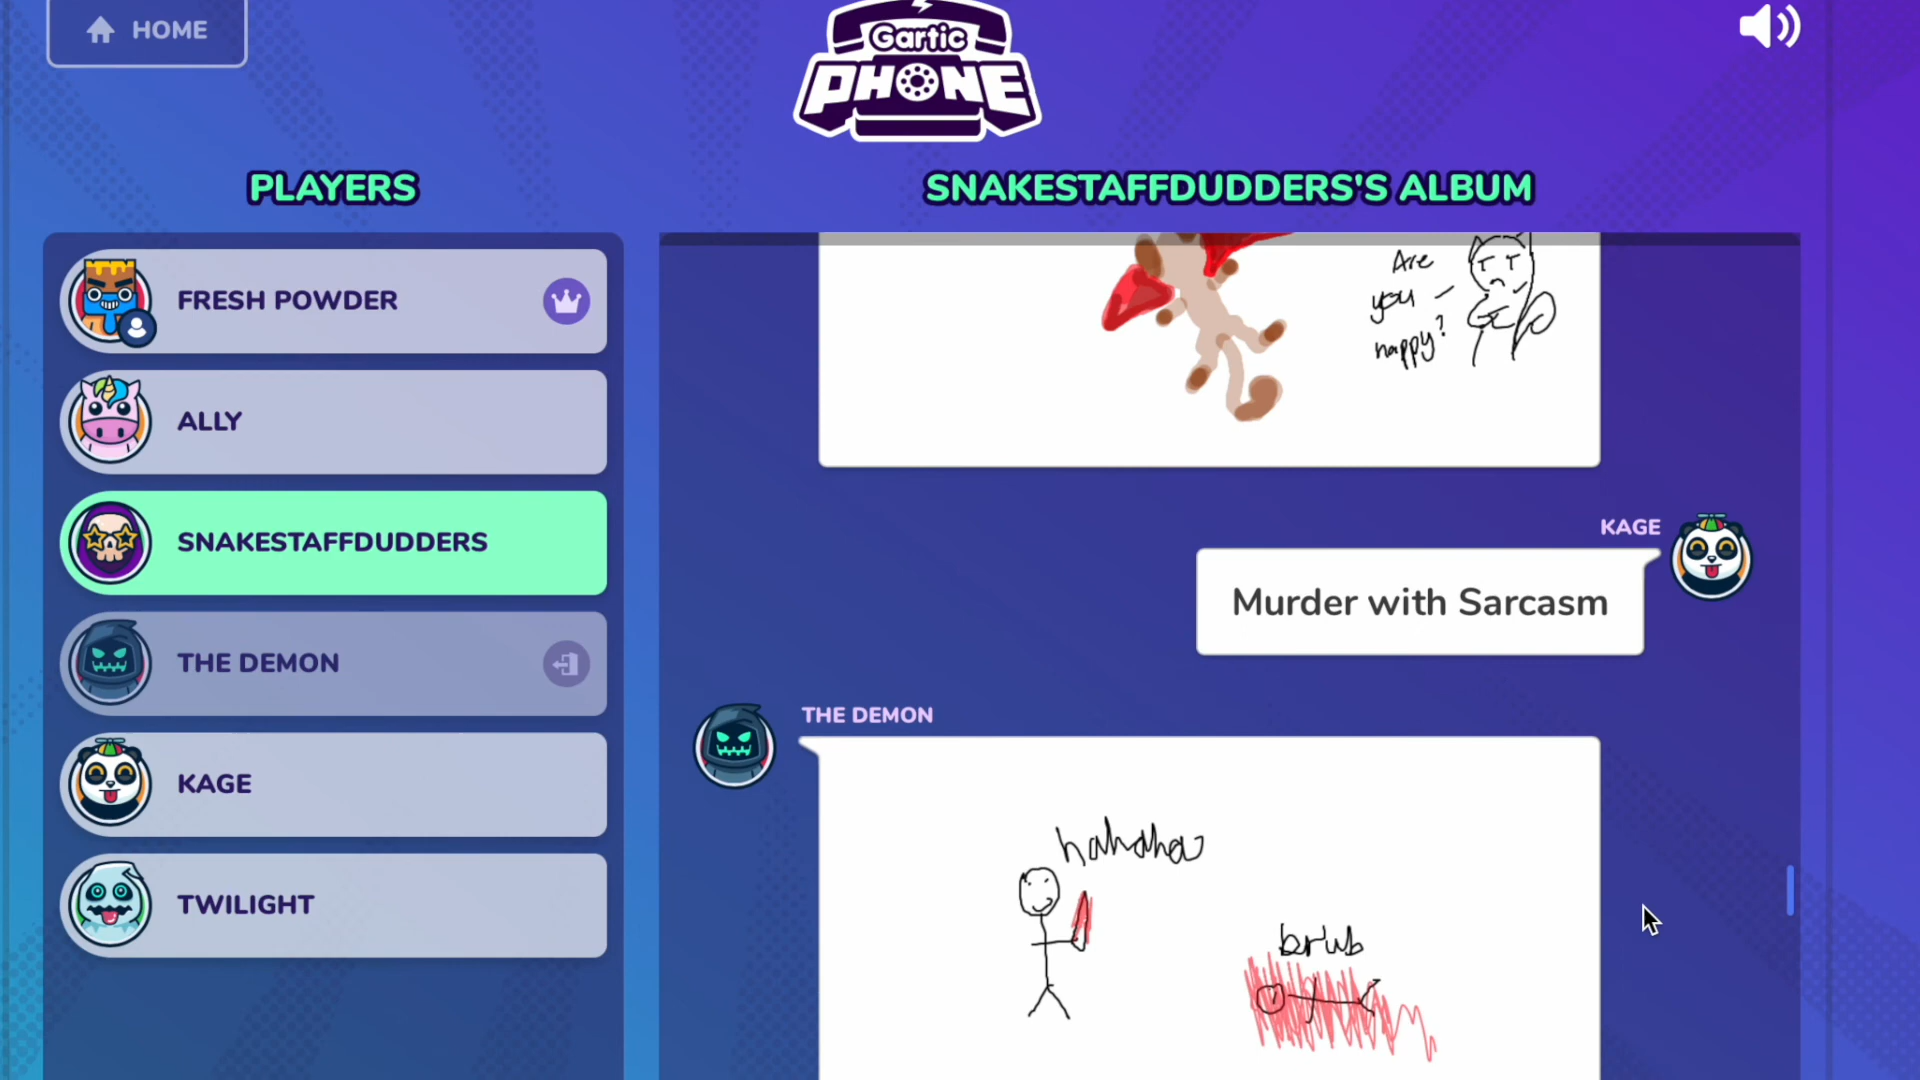 HOME
Gartic
PHONE
PLAYERS
SNAKESTAFFDUDDERS'S ALBUM
FRESH POWDER
ALLY
SNAKESTAFFDUDDERS
THE DEMON
KAGE
TWILIGHT
Are
you
happy?
KAGE
Murder with Sarcasm
THE DEMON
hahaha
bruh